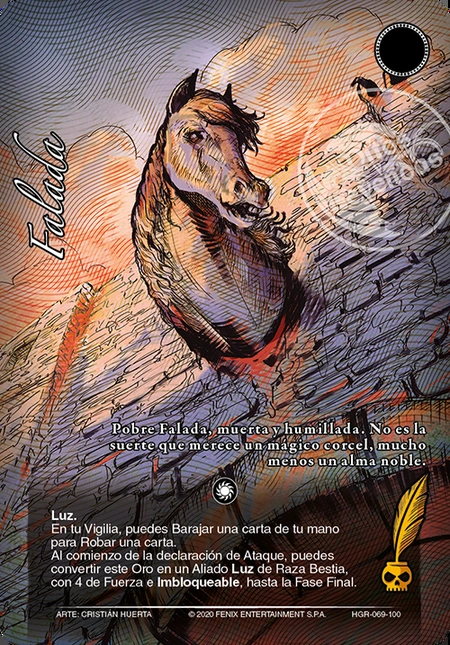 Falada
Pobre Falada, muerta y humillada. No es la
suerte que merece un mágico corcel, mucho
menos un alma noble.
Luz.
En tu Vigilia, puedes Barajar una carta de tu mano
para Robar una carta.
Al comienzo de la declaración de Ataque, puedes
convertir este Oro en un Aliado Luz de Raza Bestia,
con 4 de Fuerza e Imbloqueable, hasta la Fase Final.
ARTE: CRISTIÁN HUERTA © 2020 FENIX ENTERTAINMENT S.P.A. HGR-069-100